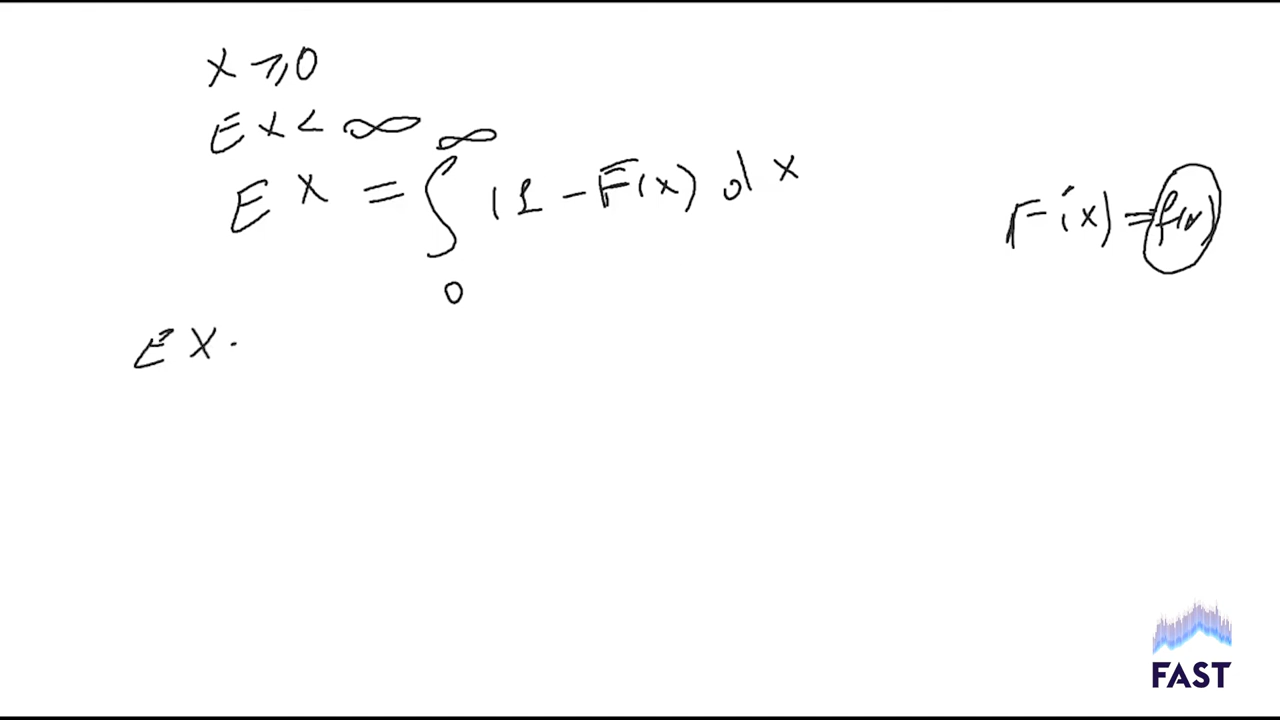 X ⩾ 0
EX < ∞
EX = ∫₀^∞ (1 - F(x) dx
F'(x) = f(x)
EX.
FAST